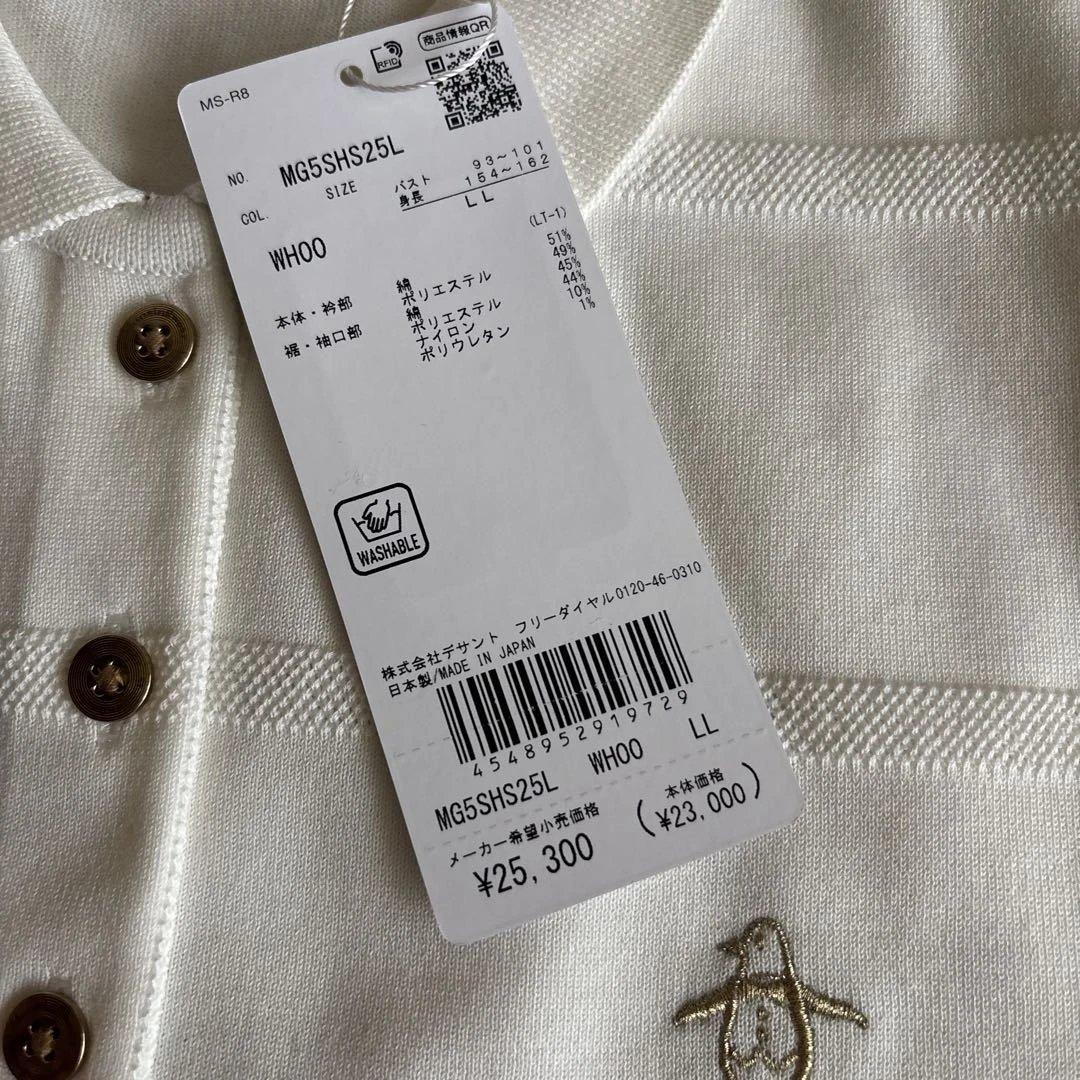 RFID
商品情報QR
MS-R8
NO. MG5SHS25L
SIZE バスト 93～101
身長 154～162
COL. LL
WH00
(LT-1)
本体・衿部 綿 51%
ポリエステル 49%
裾・袖口部 綿 45%
ポリエステル 44%
ナイロン 10%
ポリウレタン 1%
WASHABLE
株式会社デサント フリーダイヤル0120-46-0310
日本製/MADE IN JAPAN
4548952919729
MG5SHS25L WH00 LL
メーカー希望小売価格 本体価格
¥25,300 (¥23,000)